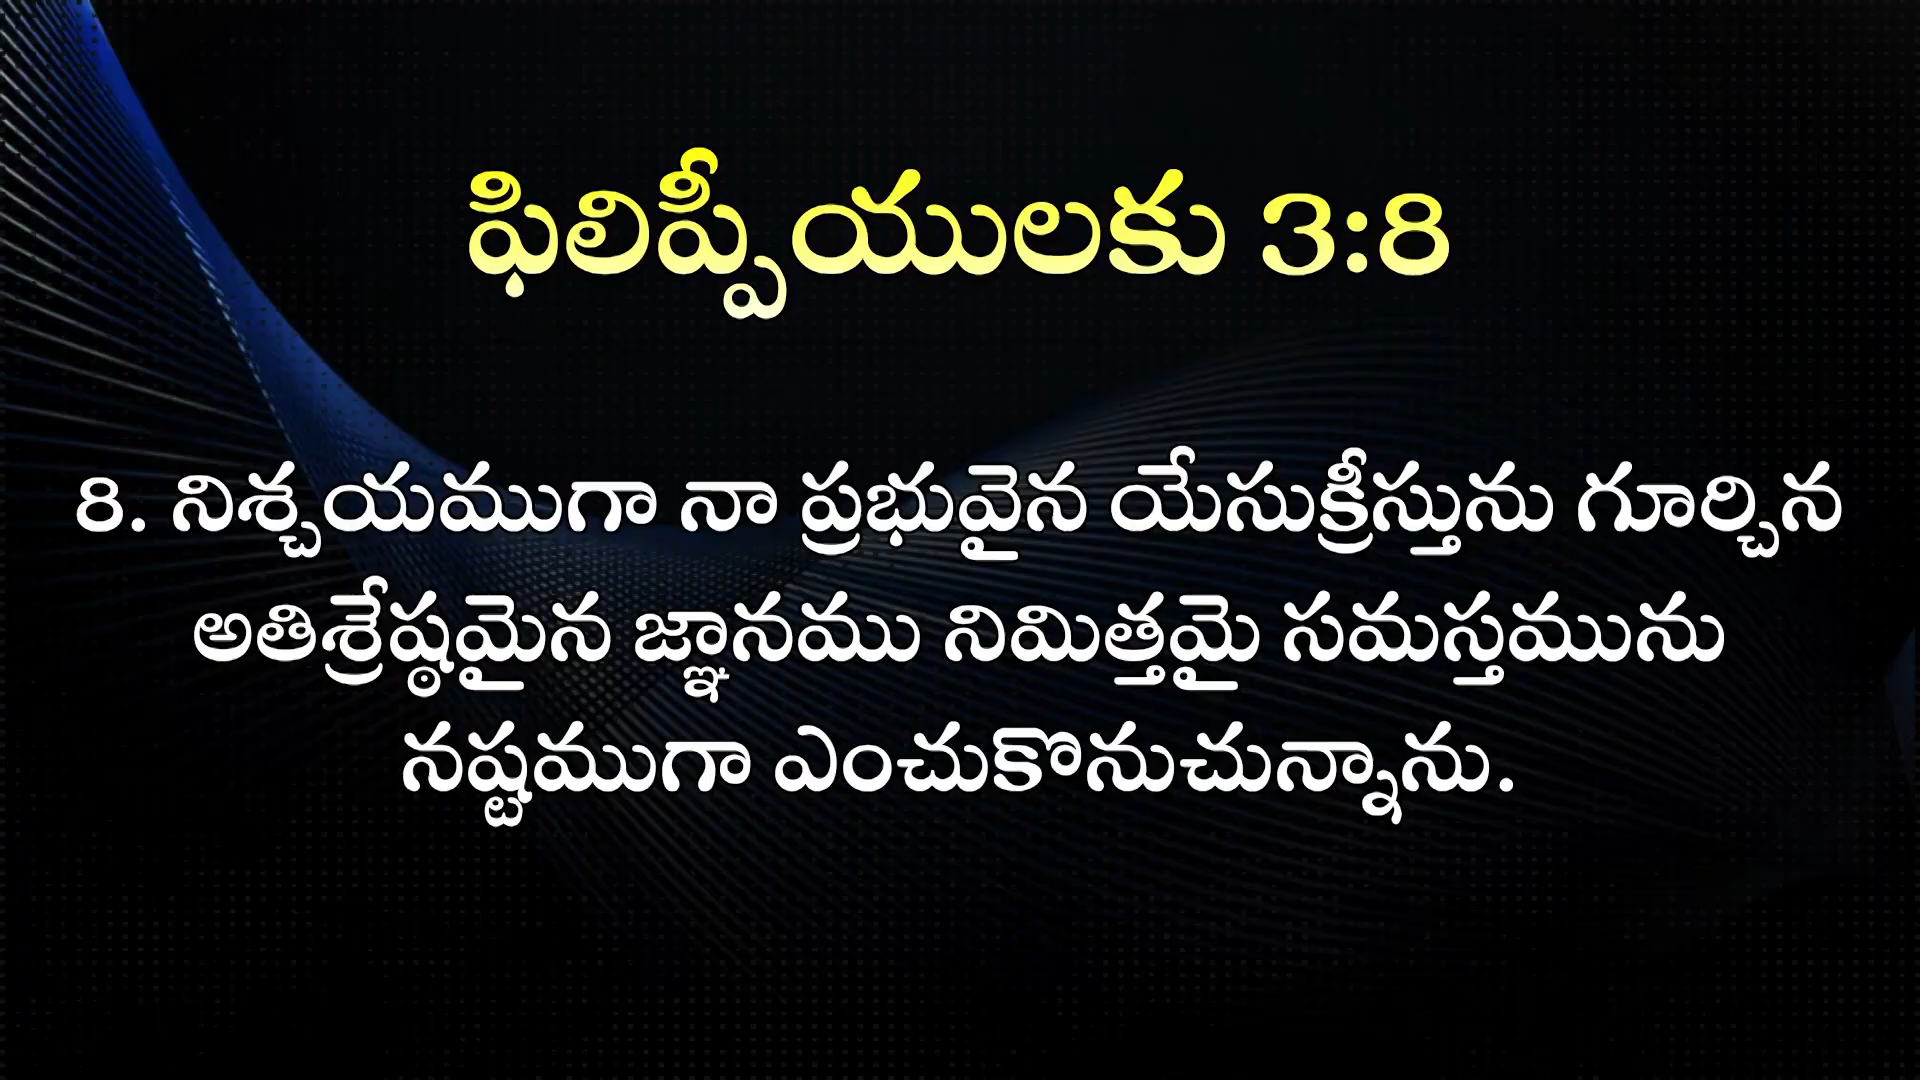 ఫిలిప్పీయులకు 3:8
8. నిశ్చయముగా నా ప్రభువైన యేసుక్రీస్తును గూర్చిన
అతిశ్రేష్ఠమైన జ్ఞానము నిమిత్తమై సమస్తమును
నష్టముగా ఎంచుకొనుచున్నాను.